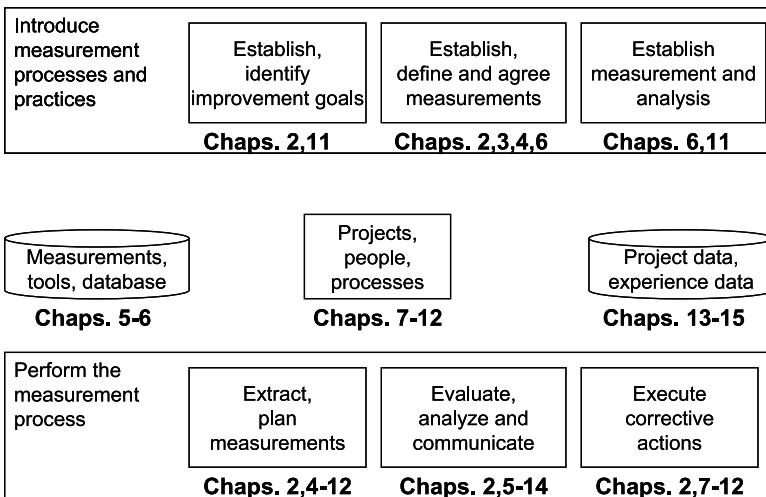 Introduce
measurement
processes and
practices
Establish,
identify
improvement goals
Chaps. 2,11
Establish,
define and agree
measurements
Chaps. 2,3,4,6
Establish
measurement and
analysis
Chaps. 6,11
Measurements,
tools, database
Chaps. 5-6
Projects,
people,
processes
Chaps. 7-12
Project data,
experience data
Chaps. 13-15
Perform the
measurement
process
Extract,
plan
measurements
Chaps. 2,4-12
Evaluate,
analyze and
communicate
Chaps. 2,5-14
Execute
corrective
actions
Chaps. 2,7-12